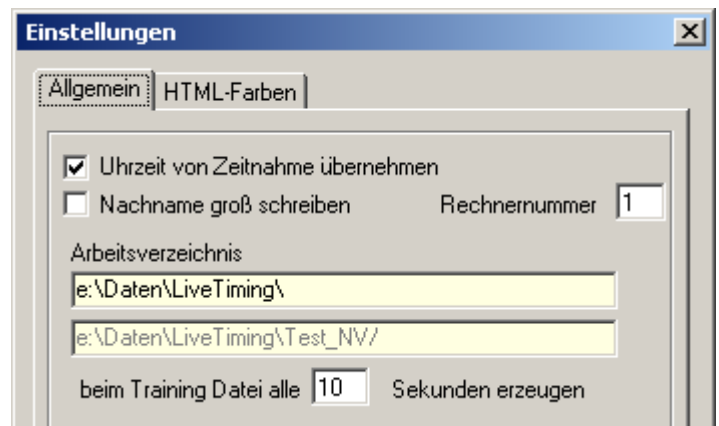 Einstellungen
Allgemein HTML-Farben
Uhrzeit von Zeitnahme übernehmen
Nachname groß schreiben Rechnernummer 1
Arbeitsverzeichnis
e:\Daten\LiveTiming\
e:\Daten\LiveTiming\Test_NV/
beim Training Datei alle 10 Sekunden erzeugen